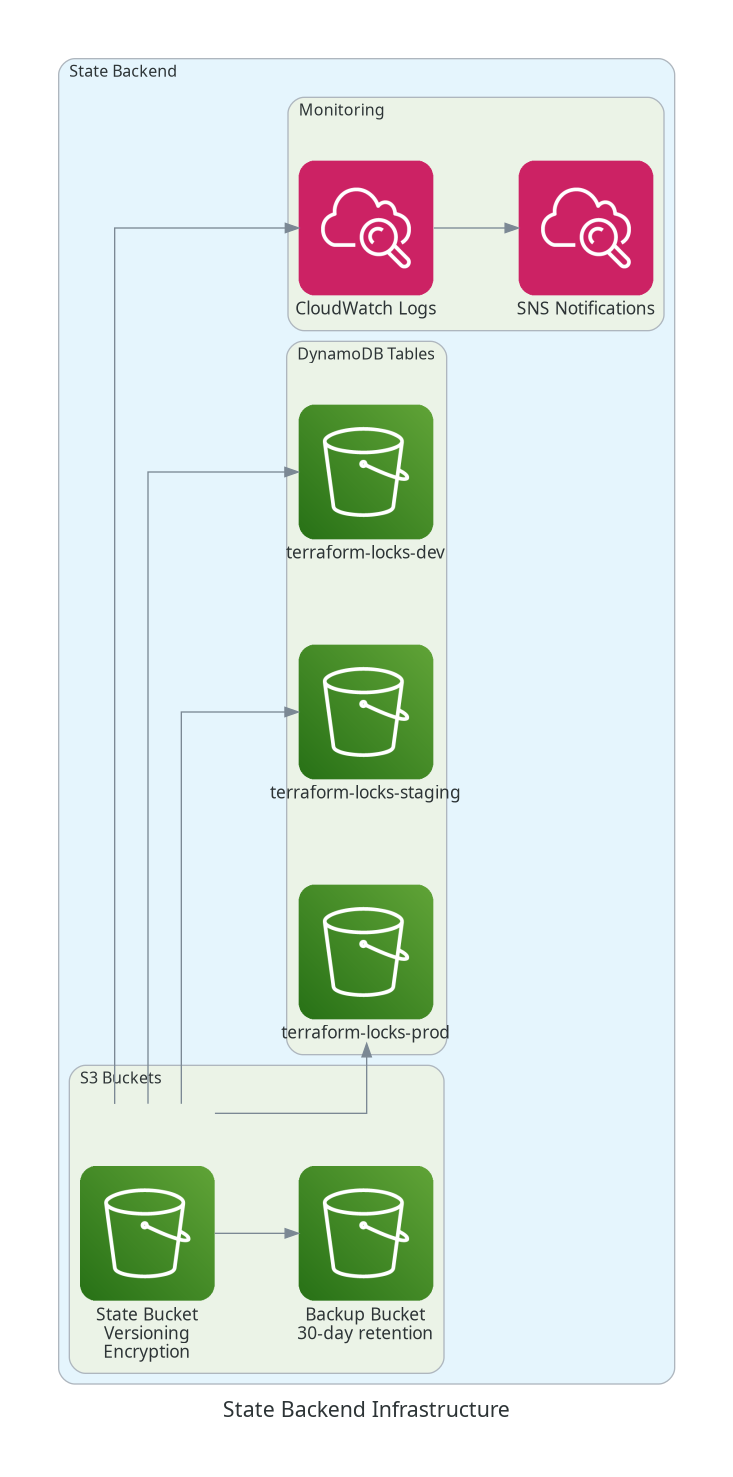 State Backend
Monitoring
CloudWatch Logs
SNS Notifications
DynamoDB Tables
terraform-locks-dev
terraform-locks-staging
terraform-locks-prod
S3 Buckets
State Bucket
Versioning
Encryption
Backup Bucket
30-day retention
State Backend Infrastructure